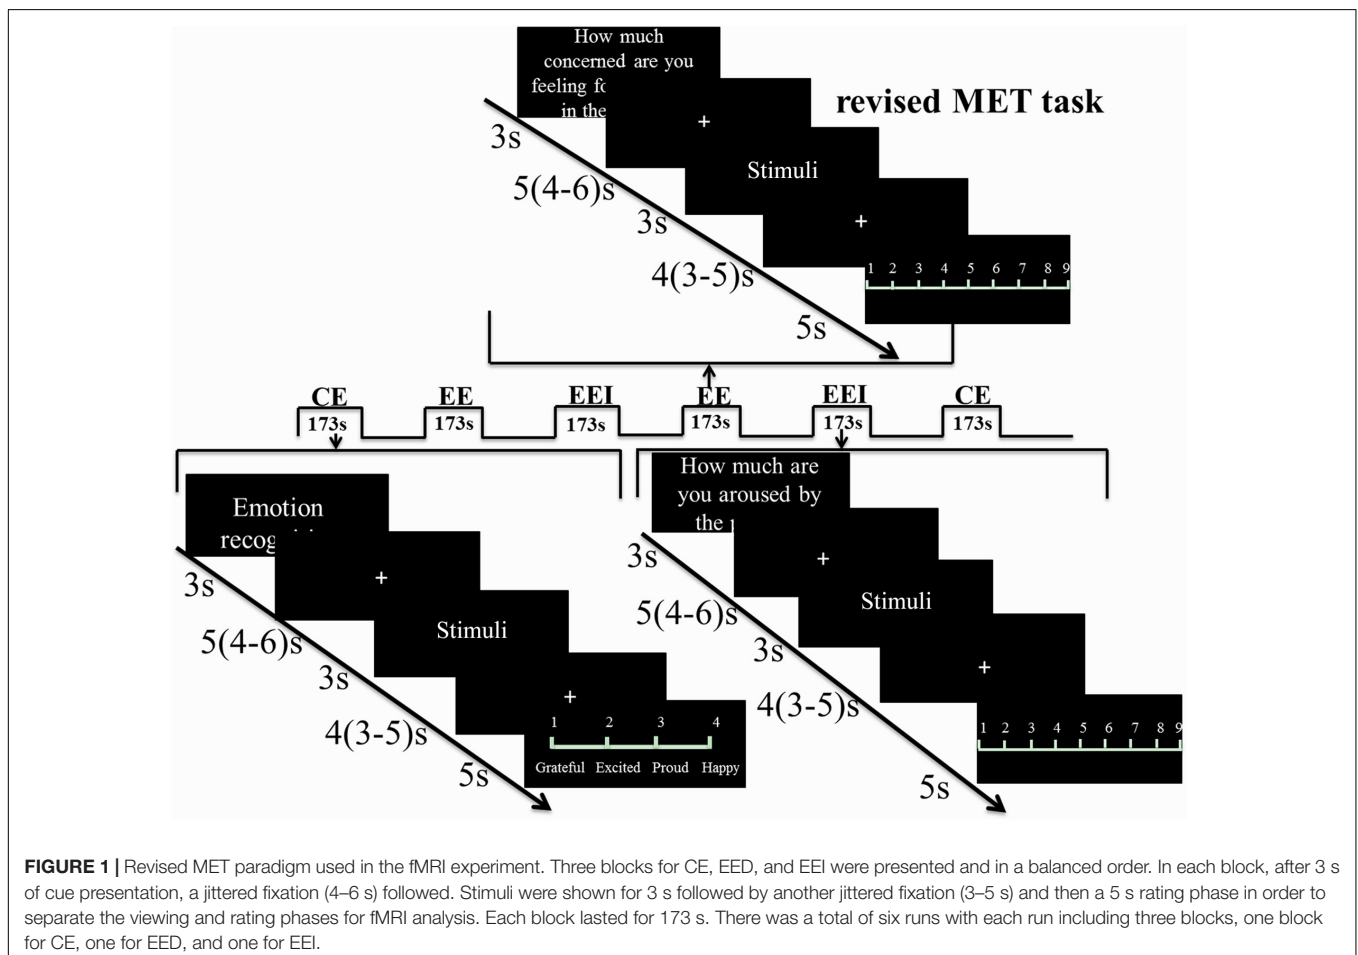 How much
concerned are you
feeling fo
in the
revised MET task
+
Stimuli
+
1 2 3 4 5 6 7 8 9
3s
5(4-6)s
3s
4(3-5)s
5s
CE EE EEI EE EEI CE
173s 173s 173s 173s 173s 173s
Emotion
+
Stimuli
+
1 2 3 4
Grateful Excited Proud Happy
3s
5(4-6)s
3s
4(3-5)s
5s
How much are
you aroused by
the
+
Stimuli
+
1 2 3 4 5 6 7 8 9
3s
5(4-6)s
3s
4(3-5)s
5s
FIGURE 1 | Revised MET paradigm used in the fMRI experiment. Three blocks for CE, EED, and EEI were presented and in a balanced order. In each block, after 3 s
of cue presentation, a jittered fixation (4–6 s) followed. Stimuli were shown for 3 s followed by another jittered fixation (3–5 s) and then a 5 s rating phase in order to
separate the viewing and rating phases for fMRI analysis. Each block lasted for 173 s. There was a total of six runs with each run including three blocks, one block
for CE, one for EED, and one for EEI.